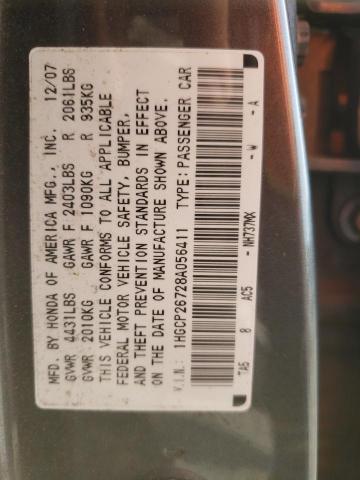 MFD. BY HONDA OF AMERICA MFG., INC. 12/07
GVWR 4431LBS GAWR F 2403LBS R 2061LBS
GVWR 2010KG GAWR F 1090KG R 935KG
THIS VEHICLE CONFORMS TO ALL APPLICABLE
FEDERAL MOTOR VEHICLE SAFETY, BUMPER,
AND THEFT PREVENTION STANDARDS IN EFFECT
ON THE DATE OF MANUFACTURE SHOWN ABOVE.
V.I.N.: 1HGCP26728A056411 TYPE: PASSENGER CAR
TA5 8 AC5 - NH737MX - W - A